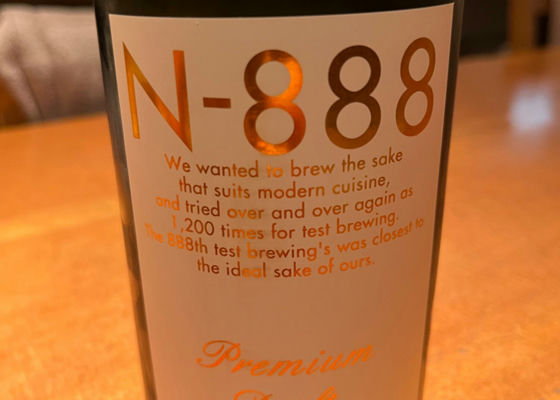 N-888
We wanted to brew the sake
that suits modern cuisine,
and tried over and over again as
1,200 times for test brewing.
The 888th test brewing's was closest to
the ideal sake of ours.
Premium